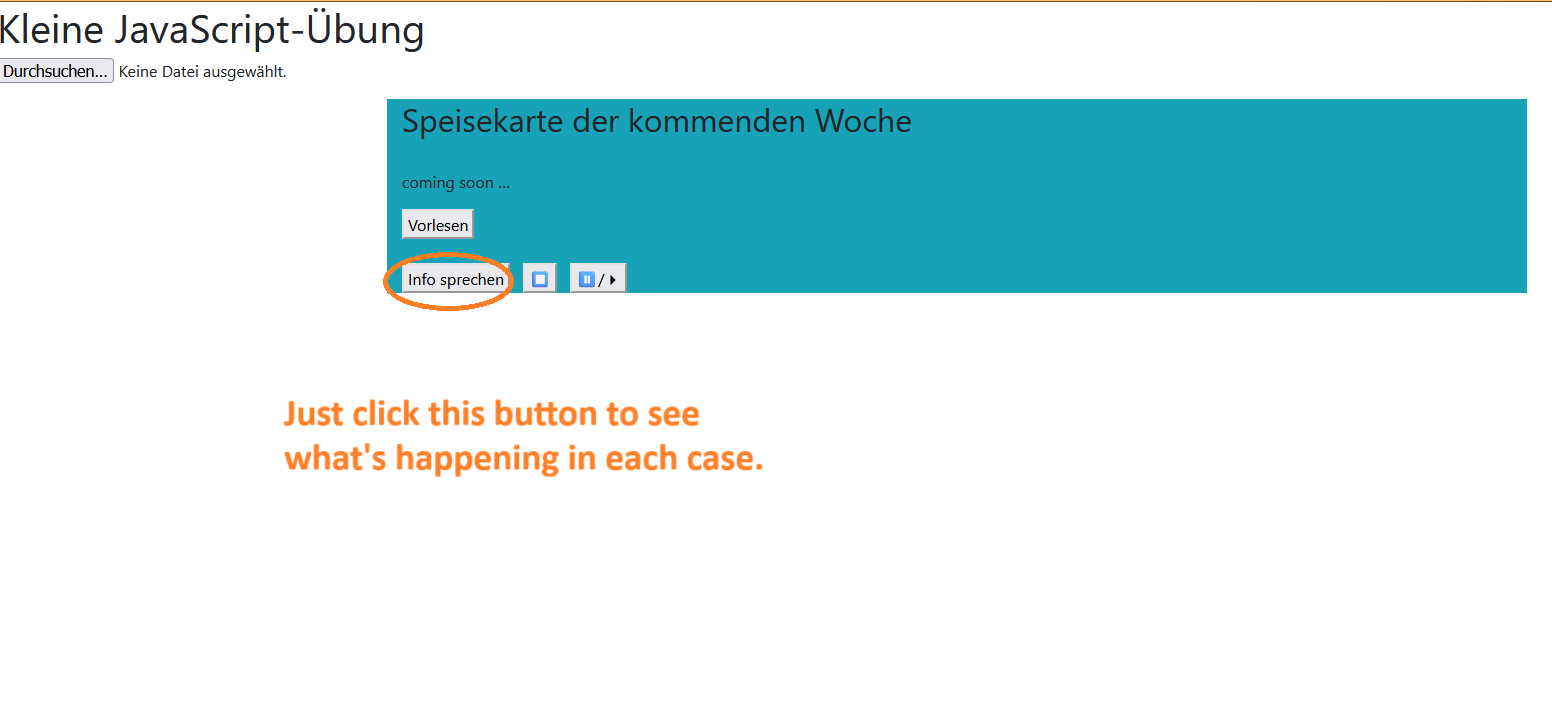 Kleine JavaScript-Übung
Durchsuchen... Keine Datei ausgewählt.
Speisekarte der kommenden Woche
coming soon ...
Vorlesen
Info sprechen /
Just click this button to see
what's happening in each case.